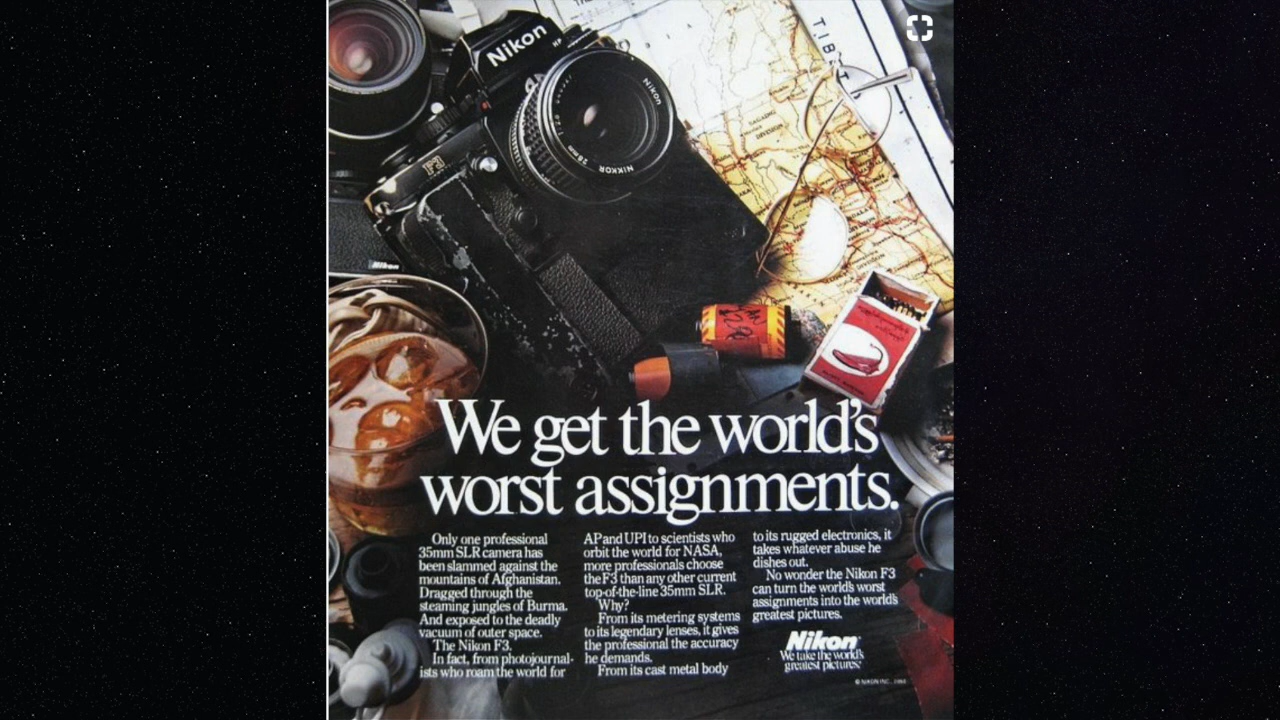 Nikon
HP
Nikon
NIKKOR
28mm
F3
Nikon
TIBET
We get the world's
worst assignments.
Only one professional
35mm SLR camera has
been slammed against the
mountains of Afghanistan.
Dragged through the
steaming jungles of Burma.
And exposed to the deadly
vacuum of outer space.
The Nikon F3.
In fact, from photojournal-
ists who roam the world for
AP and UPI to scientists who
orbit the world for NASA,
more professionals choose
the F3 than any other current
top-of-the-line 35mm SLR.
Why?
From its metering systems
to its legendary lenses, it gives
the professional the accuracy
he demands.
From its cast metal body
to its rugged electronics, it
takes whatever abuse he
dishes out.
No wonder the Nikon F3
can turn the world's worst
assignments into the world's
greatest pictures.
Nikon
We take the world's
greatest pictures.
© NIKON INC.